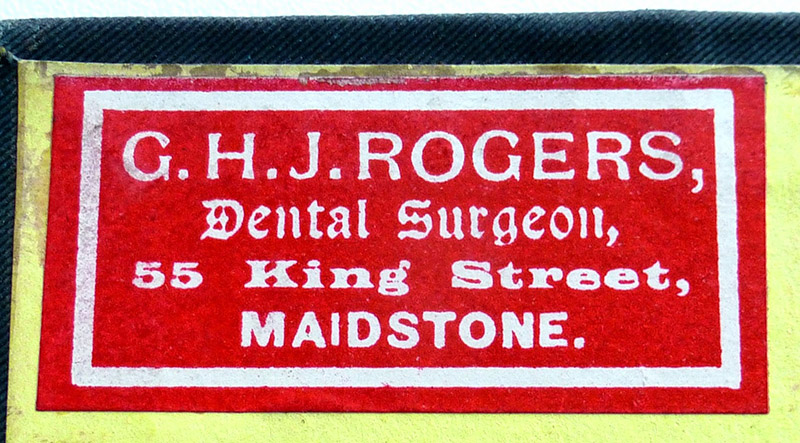 G. H. J. ROGERS,
Dental Surgeon,
55 King Street,
MAIDSTONE.